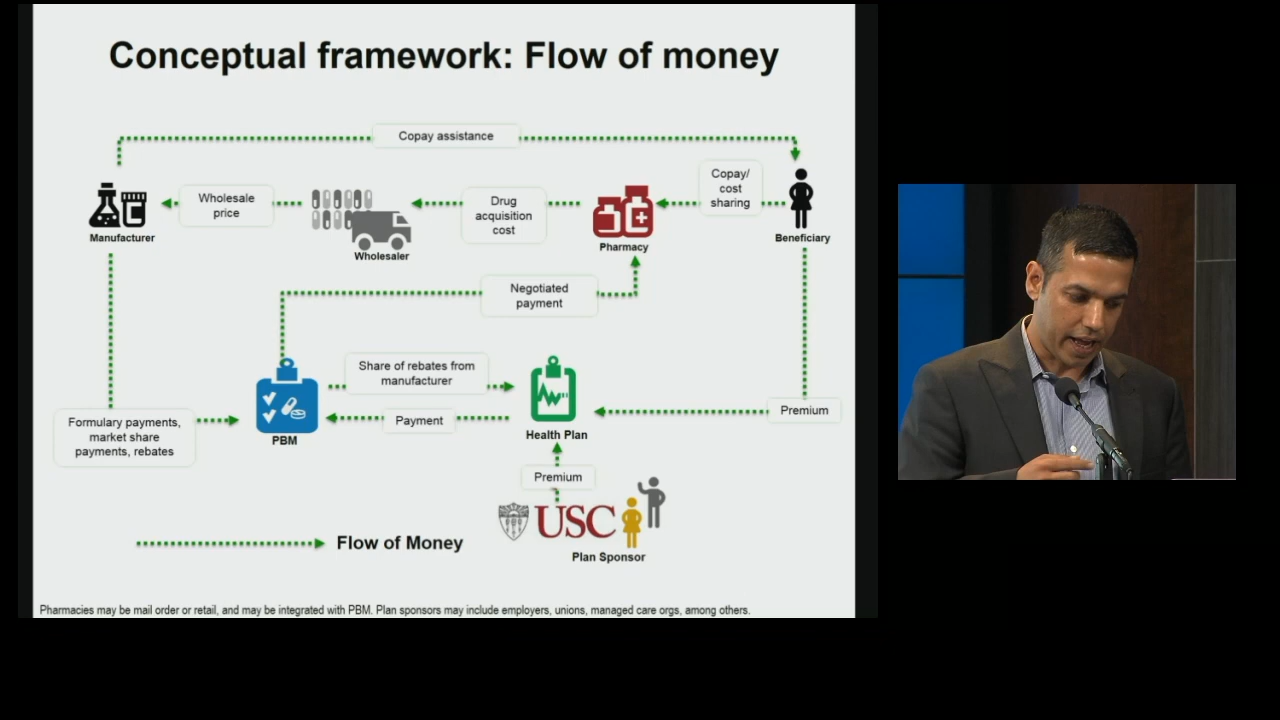 Conceptual framework: Flow of money
Copay assistance
Copay/
cost
sharing
Wholesale
price
Drug
acquisition
cost
Manufacturer
Wholesaler
Pharmacy
Beneficiary
Negotiated
payment
Share of rebates from
manufacturer
Payment
Premium
Formulary payments,
market share
payments, rebates
PBM
Health Plan
Premium
USC
Plan Sponsor
Flow of Money
Pharmacies may be mail order or retail, and may be integrated with PBM. Plan sponsors may include employers, unions, managed care orgs, among others.